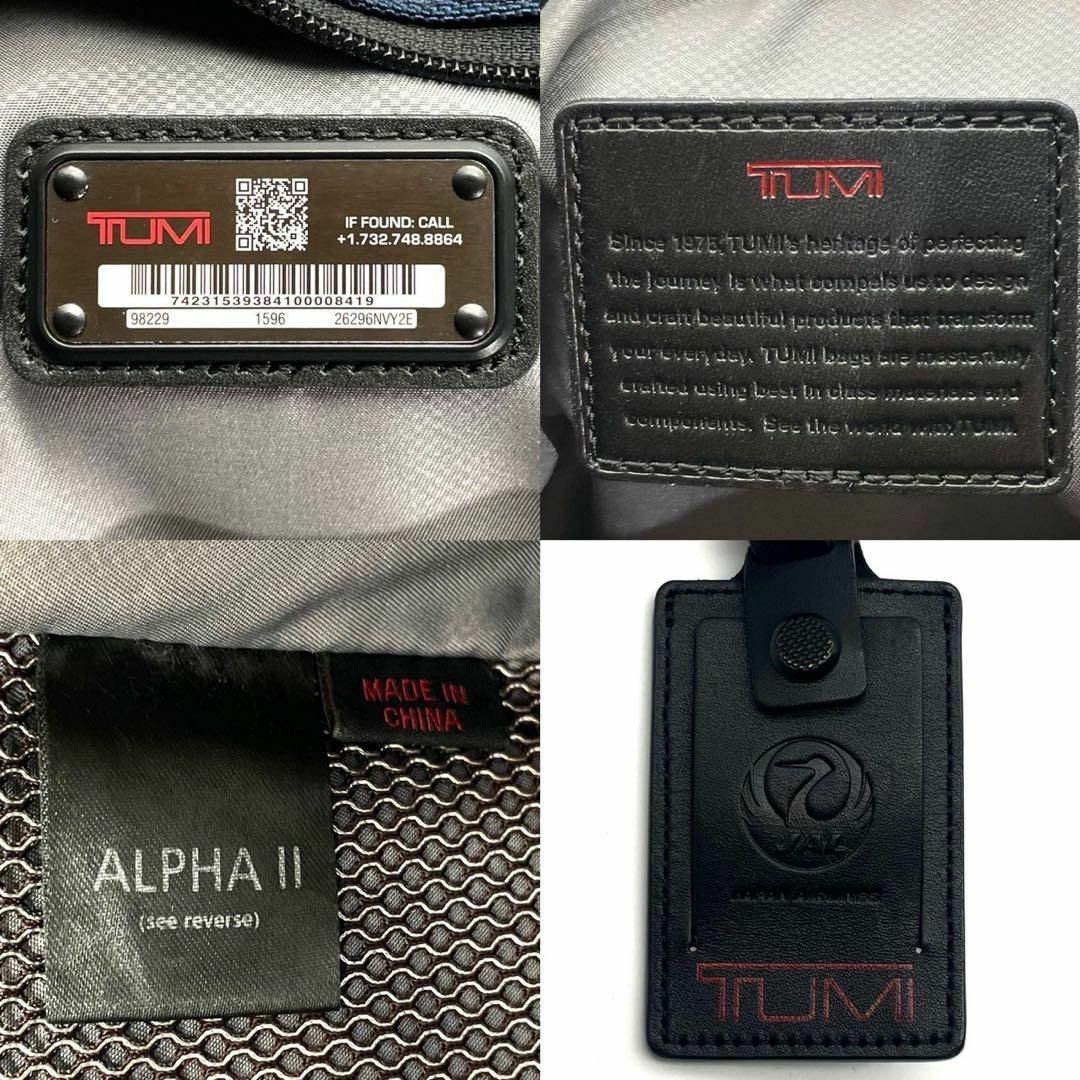 TUMI
IF FOUND: CALL
+1.732.748.8864
74231539384100008419
98229 1596 26296NVY2E
TUMI
Since 1975, TUMI's heritage of perfecting
the journey is what compels us to design
and craft beautiful products that transform
your everyday. TUMI bags are masterfully
crafted using best in class materials and
components. See the world with TUMI.
ALPHA II
(see reverse)
MADE IN
CHINA
JAL
JAPAN AIRLINES
TUMI